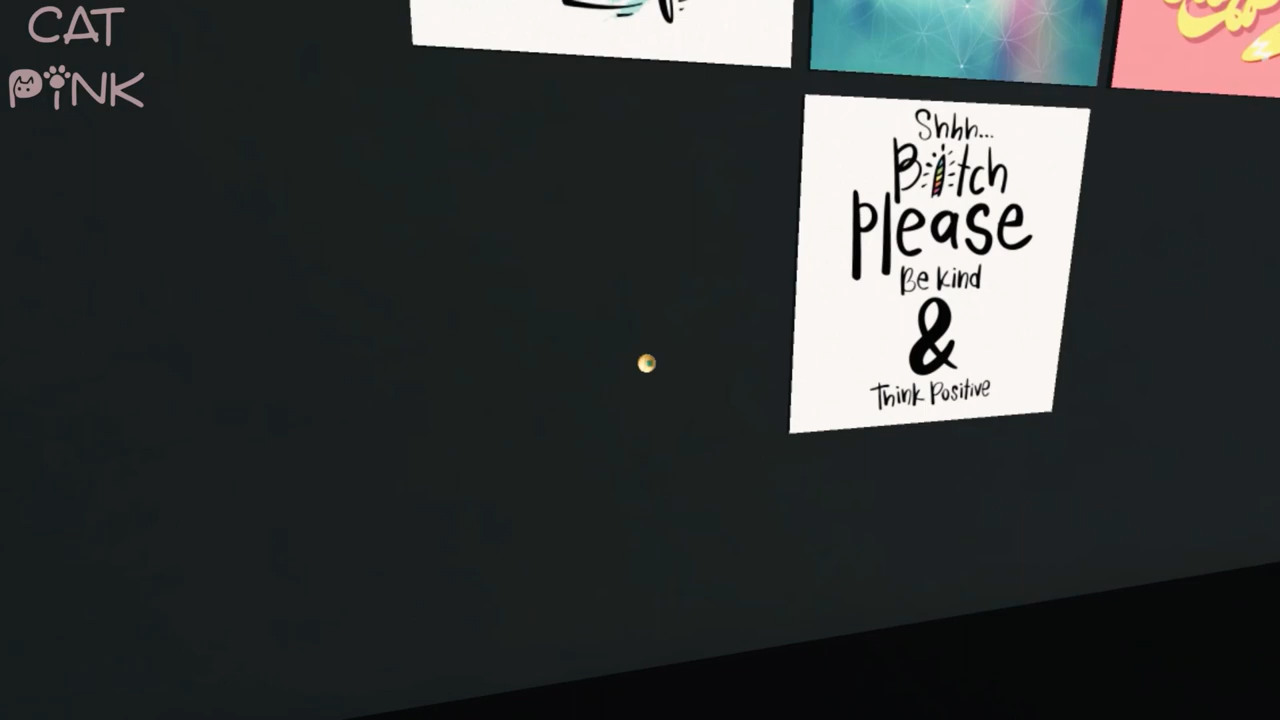 CAT
PiNK
Shhh...
Bitch
Please
Be kind
&
Think Positive